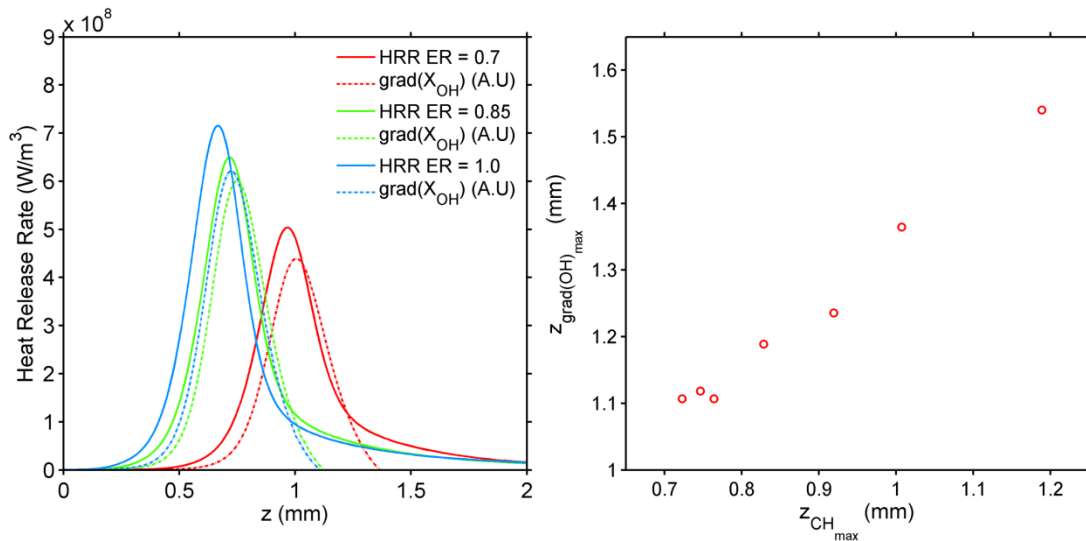 × 10⁸
9
8
7
6
5
4
3
2
1
0
Heat Release Rate (W/m³)
0 0.5 1 1.5 2
z (mm)
HRR ER = 0.7
grad(X_OH) (A.U)
HRR ER = 0.85
grad(X_OH) (A.U)
HRR ER = 1.0
grad(X_OH) (A.U)
1.6
1.5
1.4
1.3
1.2
1.1
1
z_grad(OH)_max (mm)
0.7 0.8 0.9 1 1.1 1.2
z_CH_max (mm)